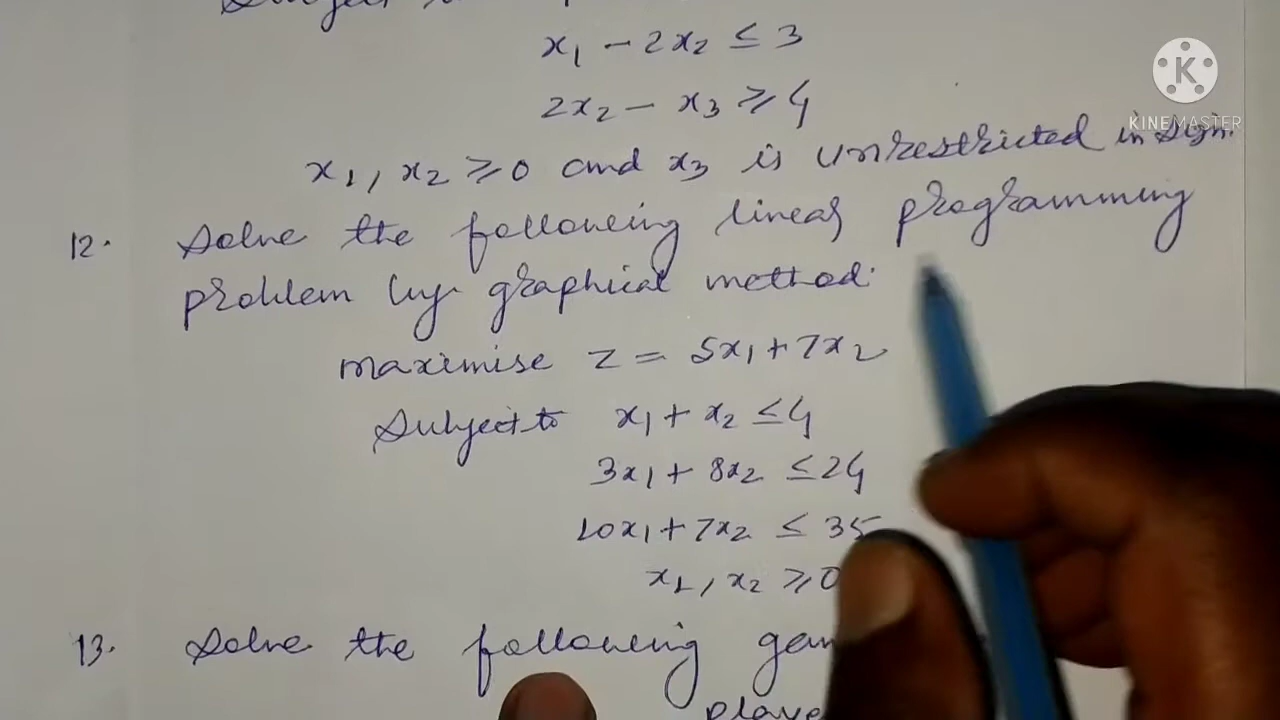 x₁ - 2x₂ ≤ 3
2x₂ - x₃ ≥ 4
x₁, x₂ ≥ 0 and x₃ is unrestricted in sign.
12. Solve the following linear programming
problem by graphical method.
maximise z = 5x₁ + 7x₂
Subject to x₁ + x₂ ≤ 4
3x₁ + 8x₂ ≤ 24
10x₁ + 7x₂ ≤ 35
x₁, x₂ ≥ 0
13. Solve the following
K
KINEMASTER